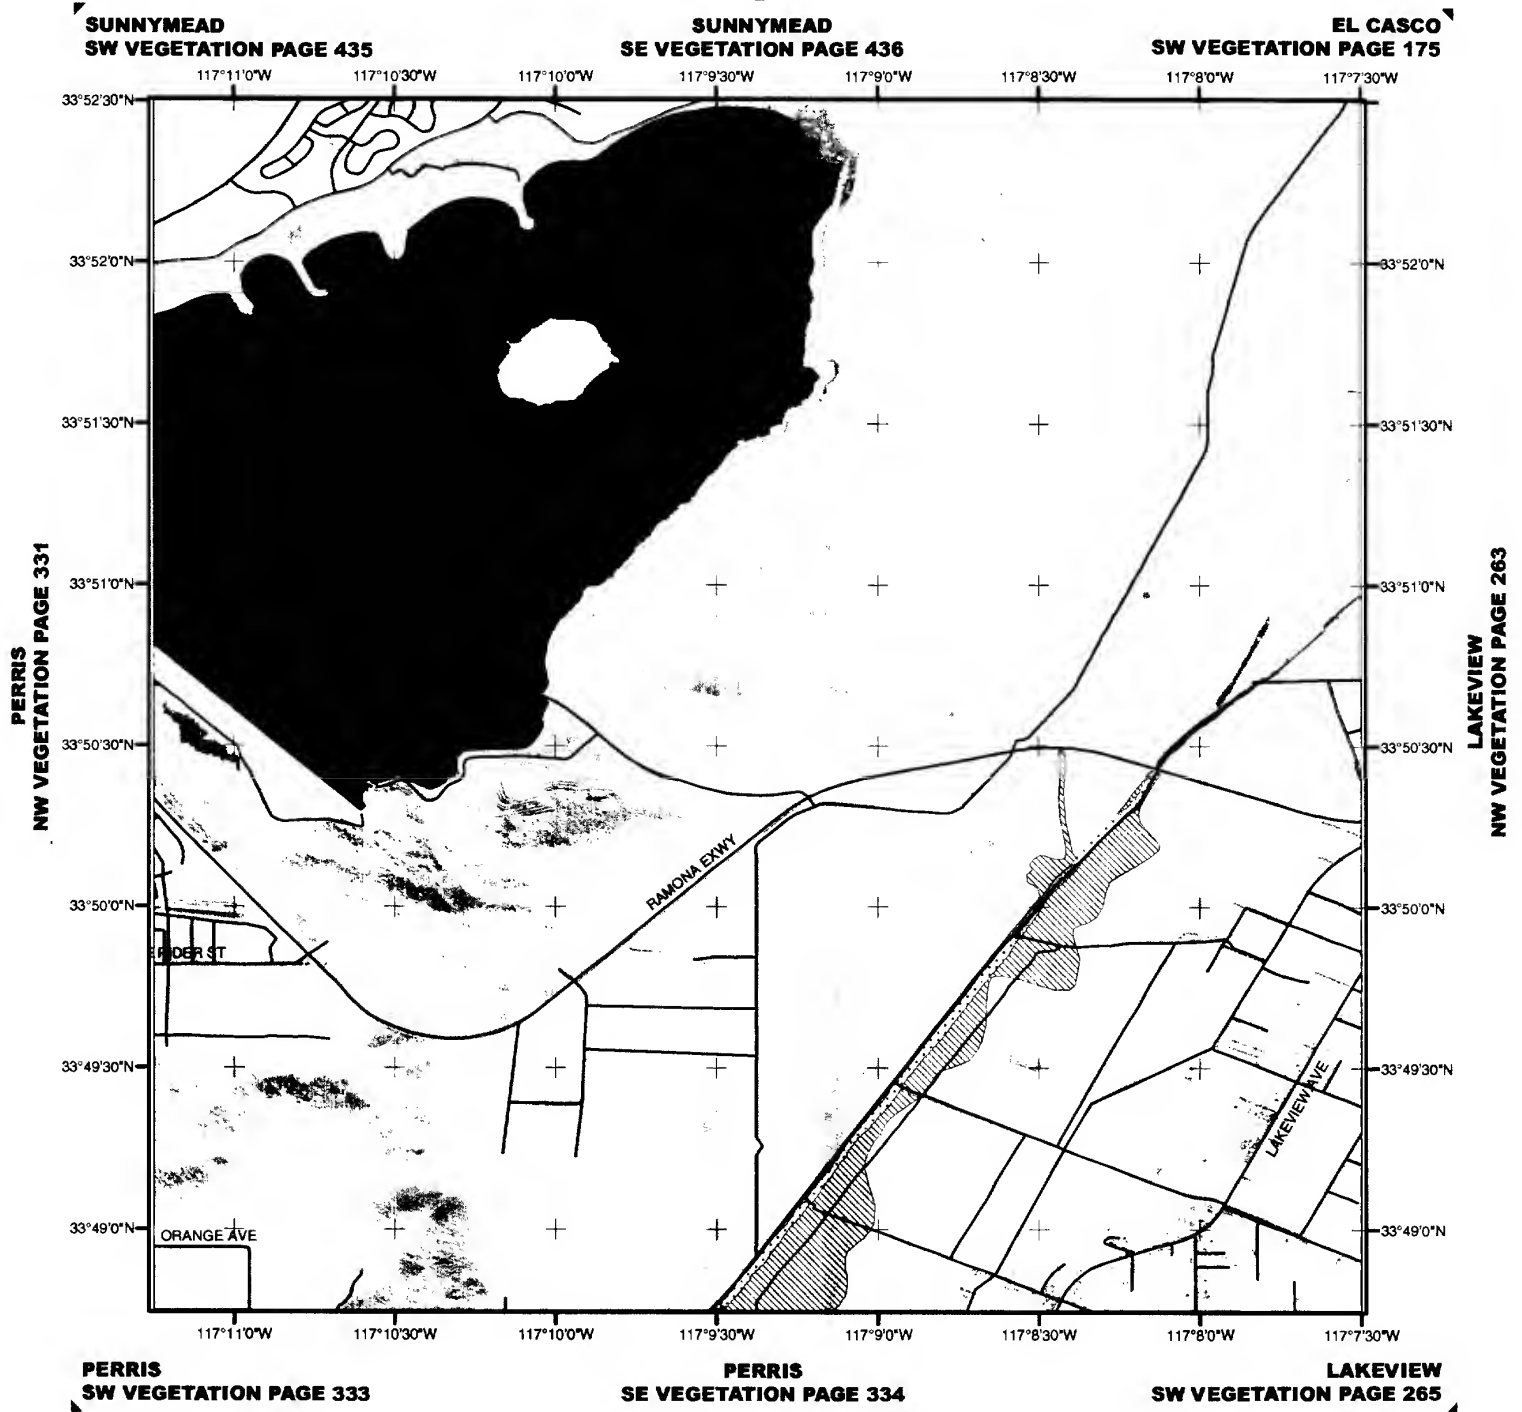 SUNNYMEAD
SW VEGETATION PAGE 435
SUNNYMEAD
SE VEGETATION PAGE 436
EL CASCO
SW VEGETATION PAGE 175
117°11'0"W 117°10'30"W 117°10'0"W 117°9'30"W 117°9'0"W 117°8'30"W 117°8'0"W 117°7'30"W
33°52'30"N
33°52'0"N 33°52'0"N
33°51'30"N 33°51'30"N
33°51'0"N 33°51'0"N
PERRIS
NW VEGETATION PAGE 331
LAKEVIEW
NW VEGETATION PAGE 263
33°50'30"N 33°50'30"N
RAMONA EXWY
33°50'0"N 33°50'0"N
E RIDER ST
33°49'30"N 33°49'30"N
LAKEVIEW AVE
33°49'0"N 33°49'0"N
ORANGE AVE
117°11'0"W 117°10'30"W 117°10'0"W 117°9'30"W 117°9'0"W 117°8'30"W 117°8'0"W 117°7'30"W
PERRIS
SW VEGETATION PAGE 333
PERRIS
SE VEGETATION PAGE 334
LAKEVIEW
SW VEGETATION PAGE 265